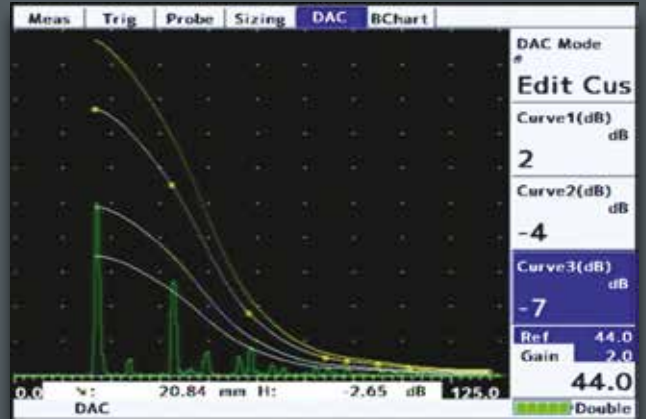 Meas Trig Probe Sizing DAC BChart
DAC Mode
Edit Cus
Curve1(dB)
dB
2
Curve2(dB)
dB
-4
Curve3(dB)
dB
-7
Ref 44.0
Gain 2.0
44.0
0.0 20.84 mm H: -2.65 dB 125.0
DAC
Double